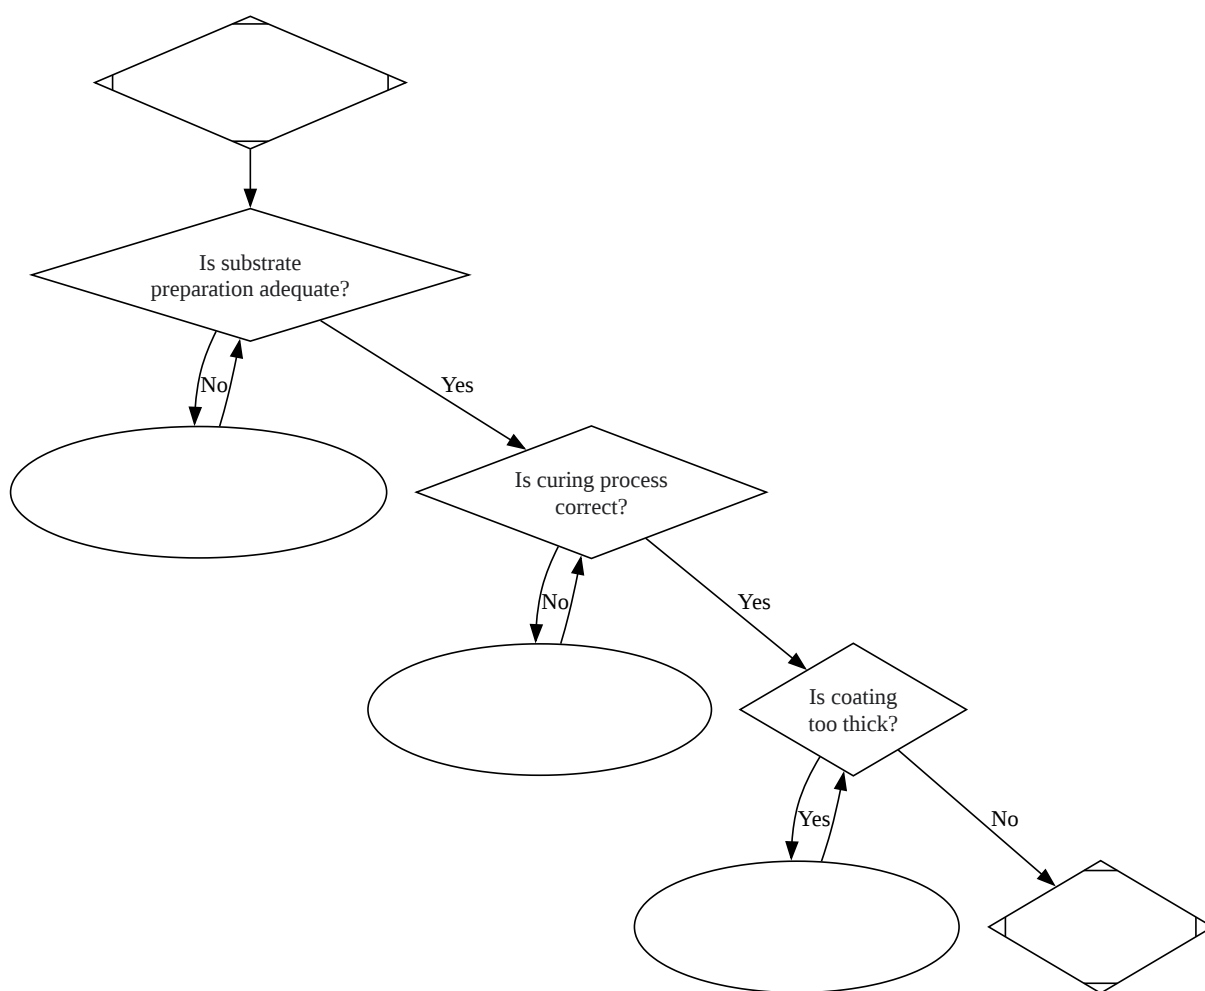 Is substrate
preparation adequate?
No
Yes
Is curing process
correct?
No
Yes
Is coating
too thick?
Yes
No